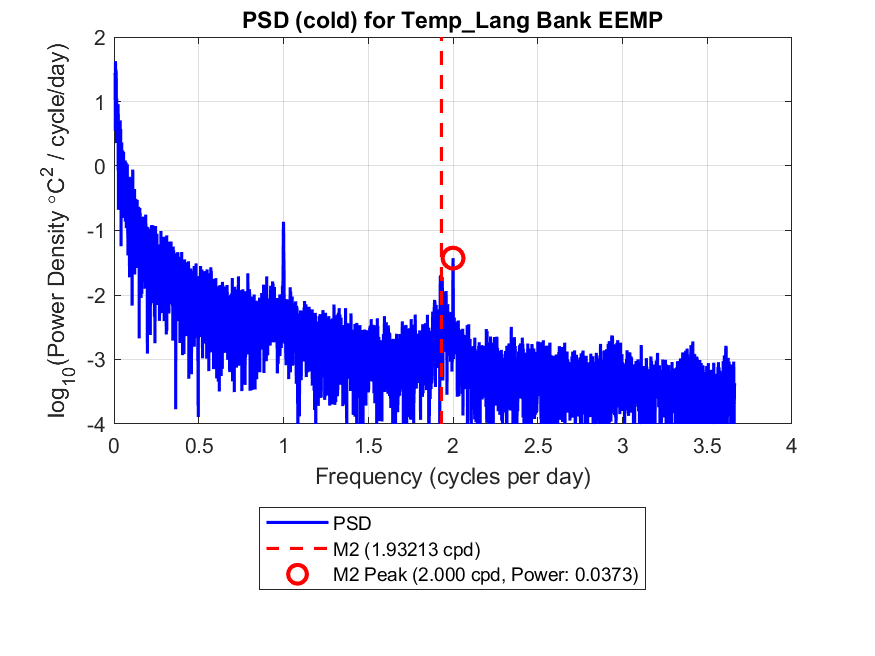 PSD (cold) for Temp_Lang Bank EEMP
log10(Power Density °C2 / cycle/day)
2
1
0
-1
-2
-3
-4
0 0.5 1 1.5 2 2.5 3 3.5 4
Frequency (cycles per day)
PSD
M2 (1.93213 cpd)
M2 Peak (2.000 cpd, Power: 0.0373)